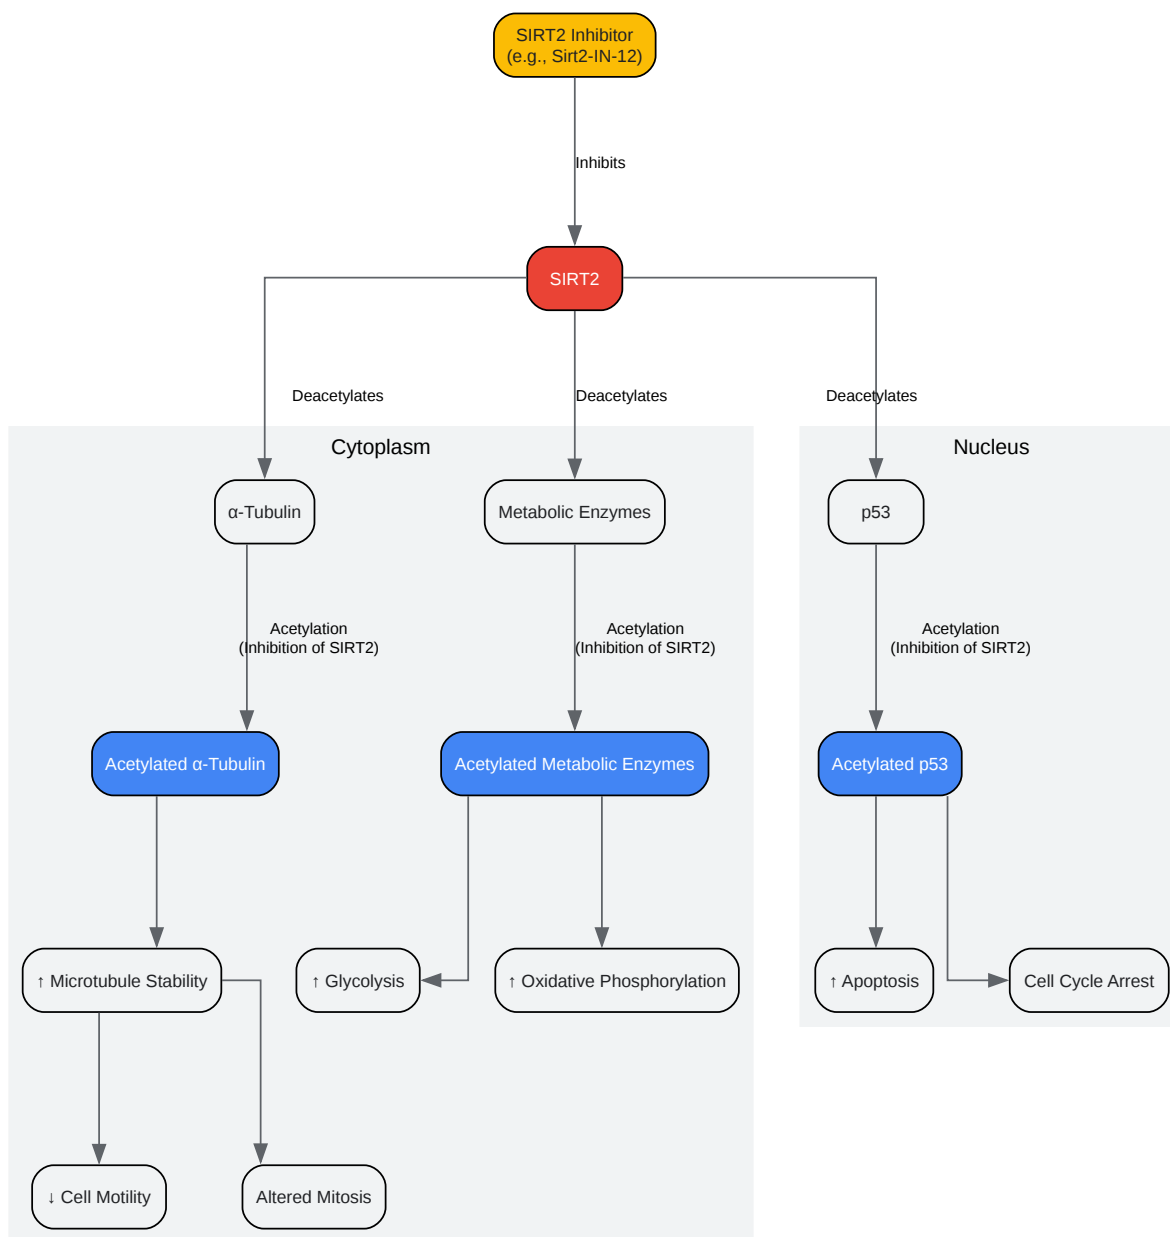 SIRT2 Inhibitor
(e.g., Sirt2-IN-12)
Inhibits
SIRT2
Deacetylates
Deacetylates
Deacetylates
Cytoplasm
Nucleus
α-Tubulin
Metabolic Enzymes
p53
Acetylation
(Inhibition of SIRT2)
Acetylation
(Inhibition of SIRT2)
Acetylation
(Inhibition of SIRT2)
Acetylated α-Tubulin
Acetylated Metabolic Enzymes
Acetylated p53
↑ Microtubule Stability
↑ Glycolysis
↑ Oxidative Phosphorylation
↑ Apoptosis
Cell Cycle Arrest
↓ Cell Motility
Altered Mitosis